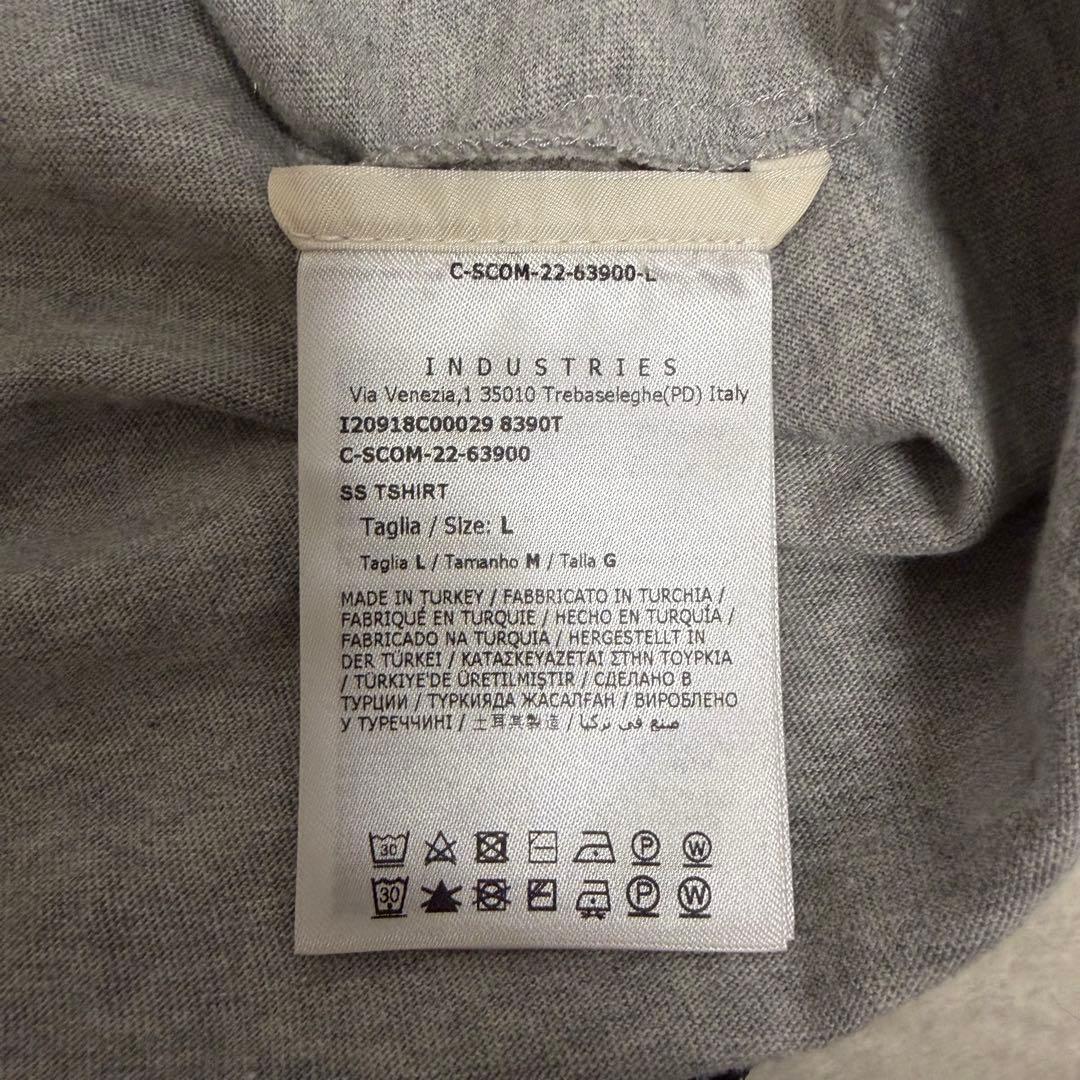 C-SCOM-22-63900-L
INDUSTRIES
Via Venezia,1 35010 Trebaseleghe(PD) Italy
I20918C00029 8390T
C-SCOM-22-63900
SS TSHIRT
Taglia / Size: L
Taglia L / Tamanho M / Talla G
MADE IN TURKEY / FABBRICATO IN TURCHIA /
FABRIQUÉ EN TURQUIE / HECHO EN TURQUÍA /
FABRICADO NA TURQUIA / HERGESTELLT IN
DER TÜRKEI / ΚΑΤΑΣΚΕΥΑΖΕΤΑΙ ΣΤΗΝ ΤΟΥΡΚΙΑ
/ TÜRKIYE'DE ÜRETILMIŞTIR / СДЕЛАНО В
ТУРЦИИ / ТҮРКИЯДА ЖАСАЛҒАН / ВИРОБЛЕНО
У ТУРЕЧЧИНІ / 土耳其製造 / صنع في تركيا
30 P W
30 P W